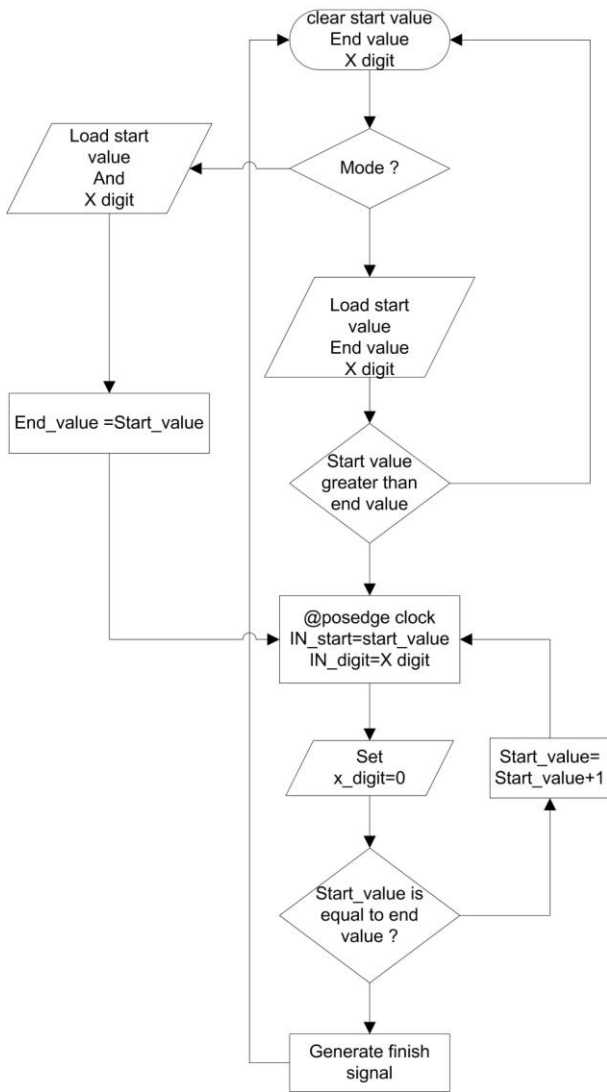 clear start value
End value
X digit
Mode ?
Load start
value
And
X digit
Load start
value
End value
X digit
End_value =Start_value
Start value
greater than
end value
@posedge clock
IN_start=start_value
IN_digit=X digit
Set
x_digit=0
Start_value=
Start_value+1
Start_value is
equal to end
value ?
Generate finish
signal